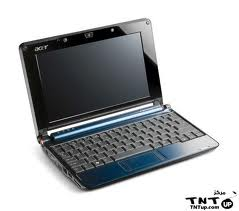 acer
مركز
TNT UP
TNTup.com